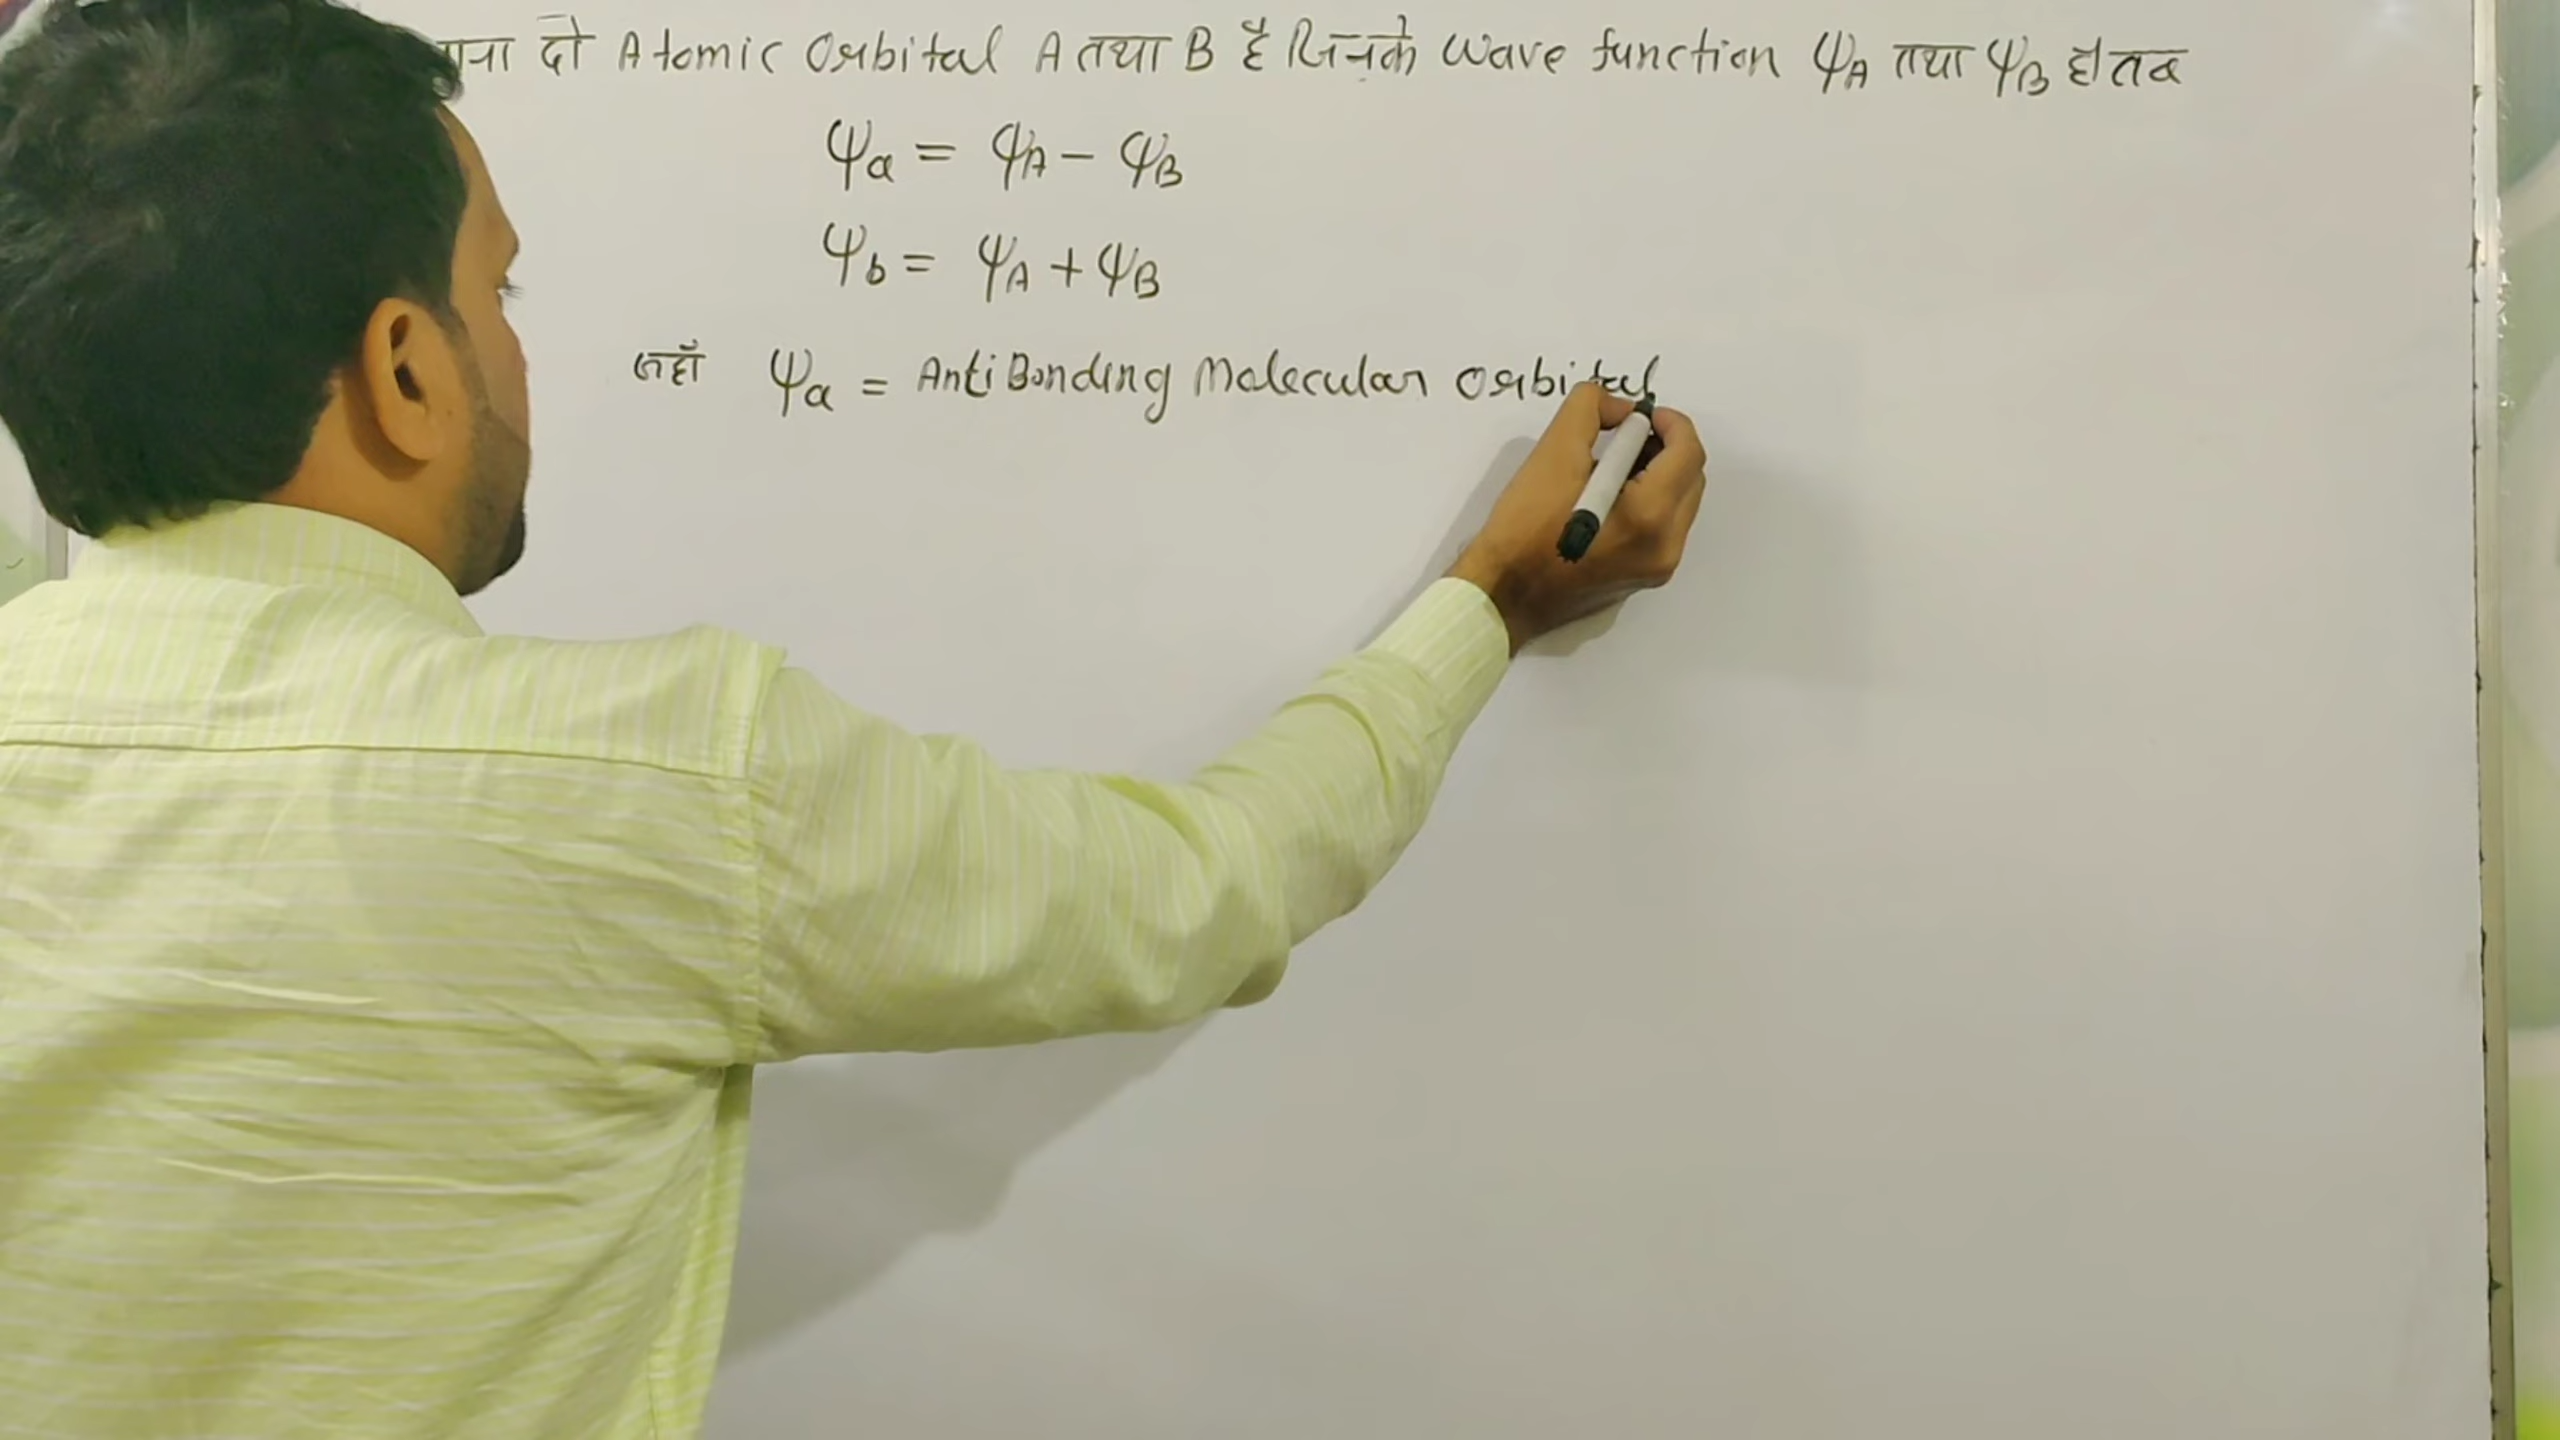 दो Atomic Orbital A तथा B है जिनके wave function ΨA तथा ΨB हो तब
Ψa = ΨA - ΨB
Ψb = ΨA + ΨB
जहाँ Ψa = Anti Bonding Molecular Orbital